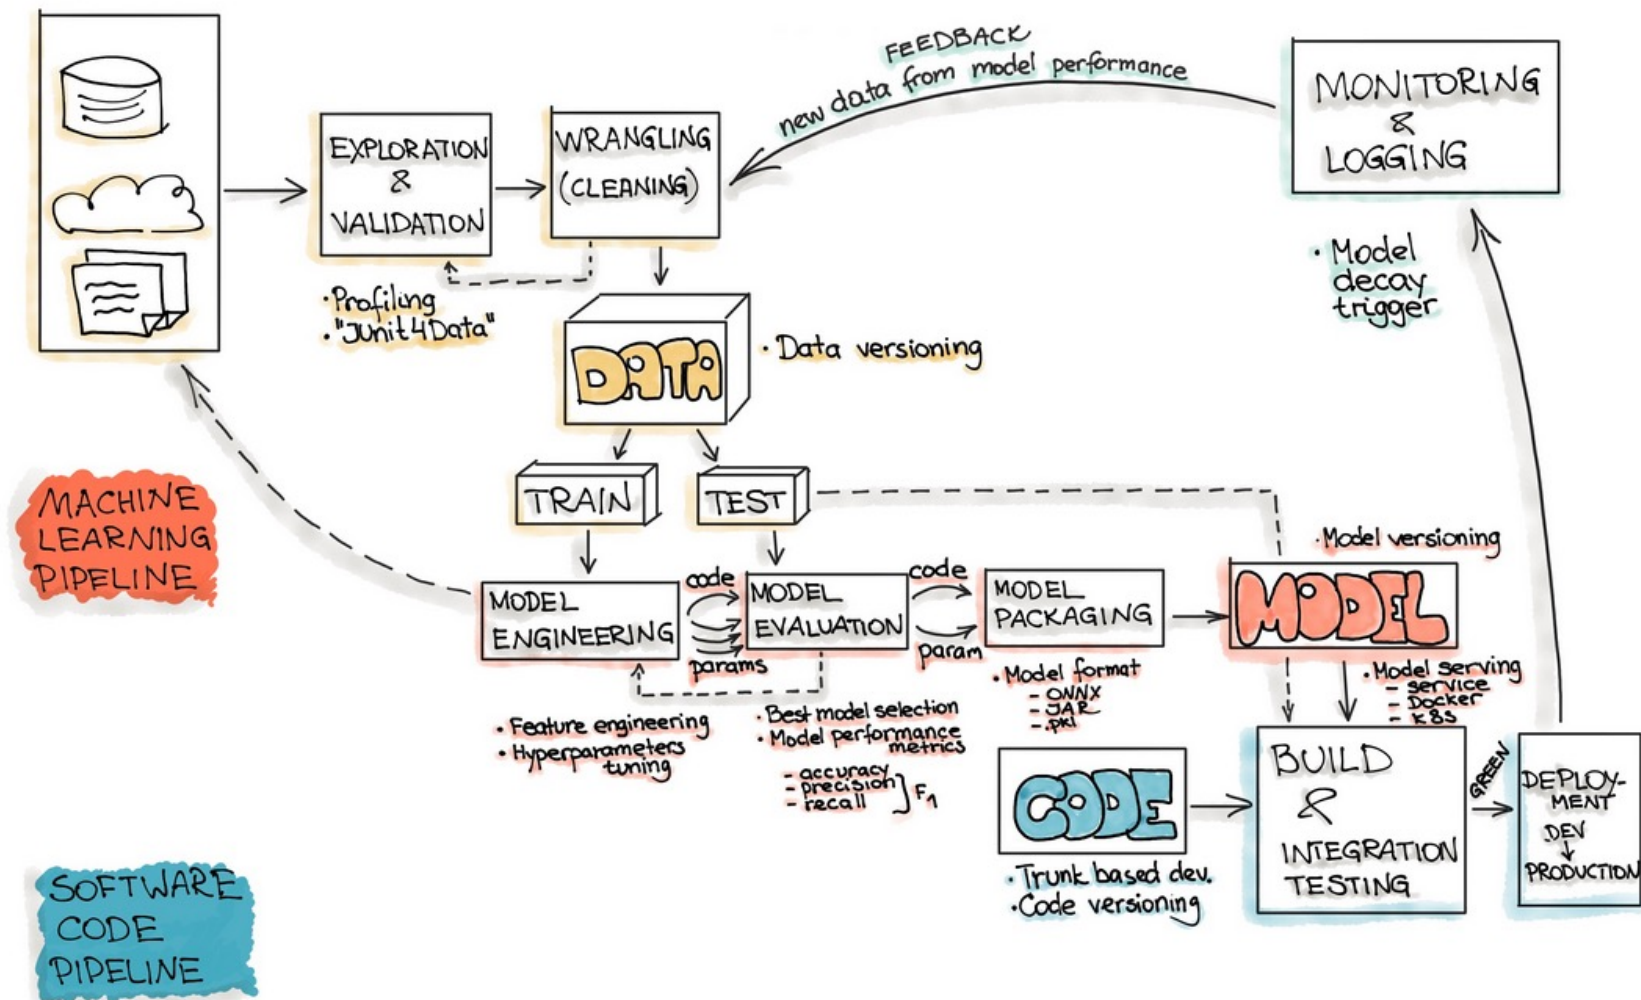 FEEDBACK
new data from model performance
MONITORING
&
LOGGING
• Model
decay
trigger
EXPLORATION
&
VALIDATION
• Profiling
• "JUnit4Data"
WRANGLING
(CLEANING)
DATA
• Data versioning
TRAIN
TEST
MACHINE
LEARNING
PIPELINE
MODEL
ENGINEERING
code
params
• Feature engineering
• Hyperparameters
tuning
MODEL
EVALUATION
code
param
• Best model selection
• Model performance
metrics
- accuracy
- precision
- recall
F1
MODEL
PACKAGING
• Model format
- ONNX
- JAR
- .pkl
• Model versioning
MODEL
• Model serving
- service
- Docker
- K8s
CODE
• Trunk based dev.
• Code versioning
BUILD
&
INTEGRATION
TESTING
GREEN
DEPLOY-
MENT
DEV
↓
PRODUCTION
SOFTWARE
CODE
PIPELINE